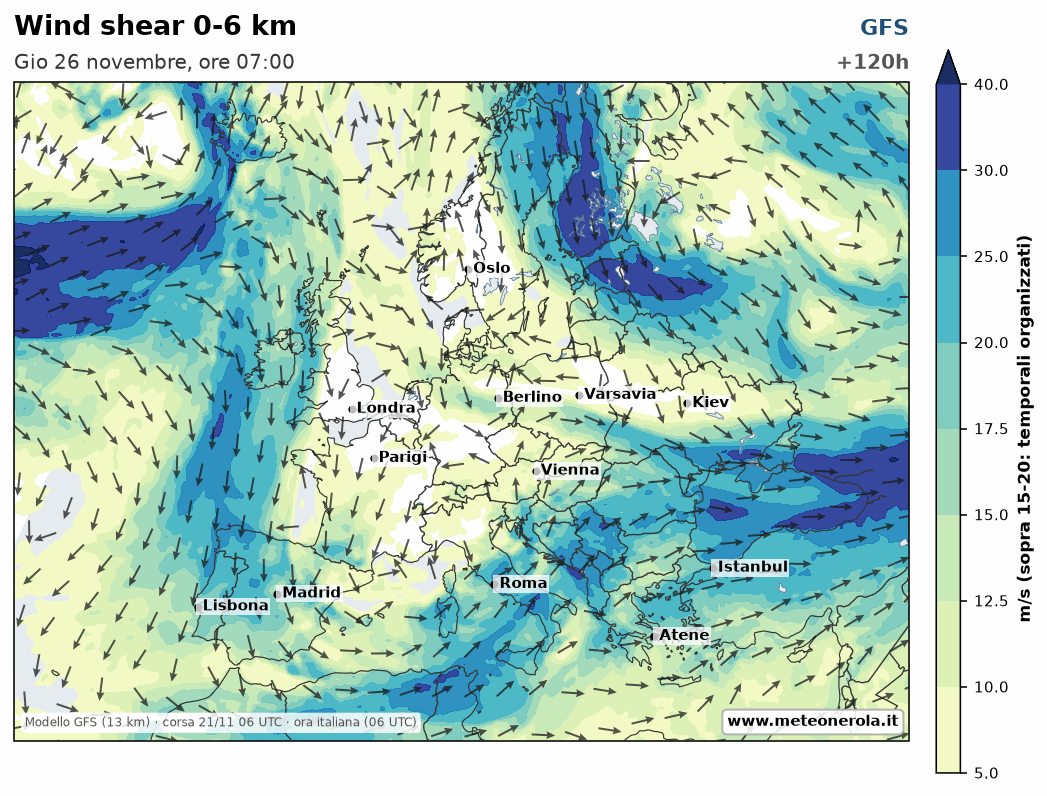 Wind shear 0-6 km
GFS
Gio 26 novembre, ore 07:00
+120h
40.0
30.0
25.0
20.0
17.5
15.0
12.5
10.0
5.0
m/s (sopra 15-20: temporali organizzati)
Oslo
Berlino
Varsavia
Kiev
Londra
Parigi
Vienna
Istanbul
Roma
Madrid
Lisbona
Atene
Modello GFS (13 km) · corsa 21/11 06 UTC · ora italiana (06 UTC)
www.meteonerola.it